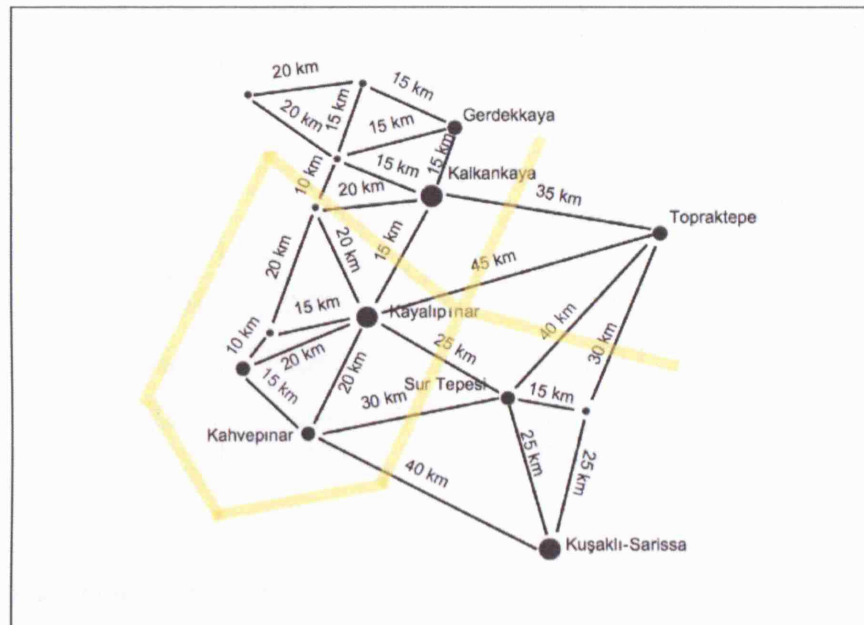 20 km
15 km
Gerdekkaya
20 km
15 km
15 km
15 km
15 km
Kalkankaya
10 km
20 km
35 km
Topraktepe
20 km
20 km
15 km
45 km
15 km
Kayalıpınar
10 km
20 km
25 km
40 km
30 km
Sur Tepesi
15 km
15 km
20 km
30 km
Kahvepınar
40 km
25 km
25 km
Kuşaklı-Sarissa